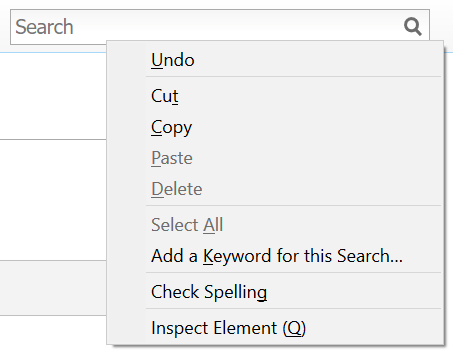 Search
Undo
Cut
Copy
Paste
Delete
Select All
Add a Keyword for this Search...
Check Spelling
Inspect Element (Q)